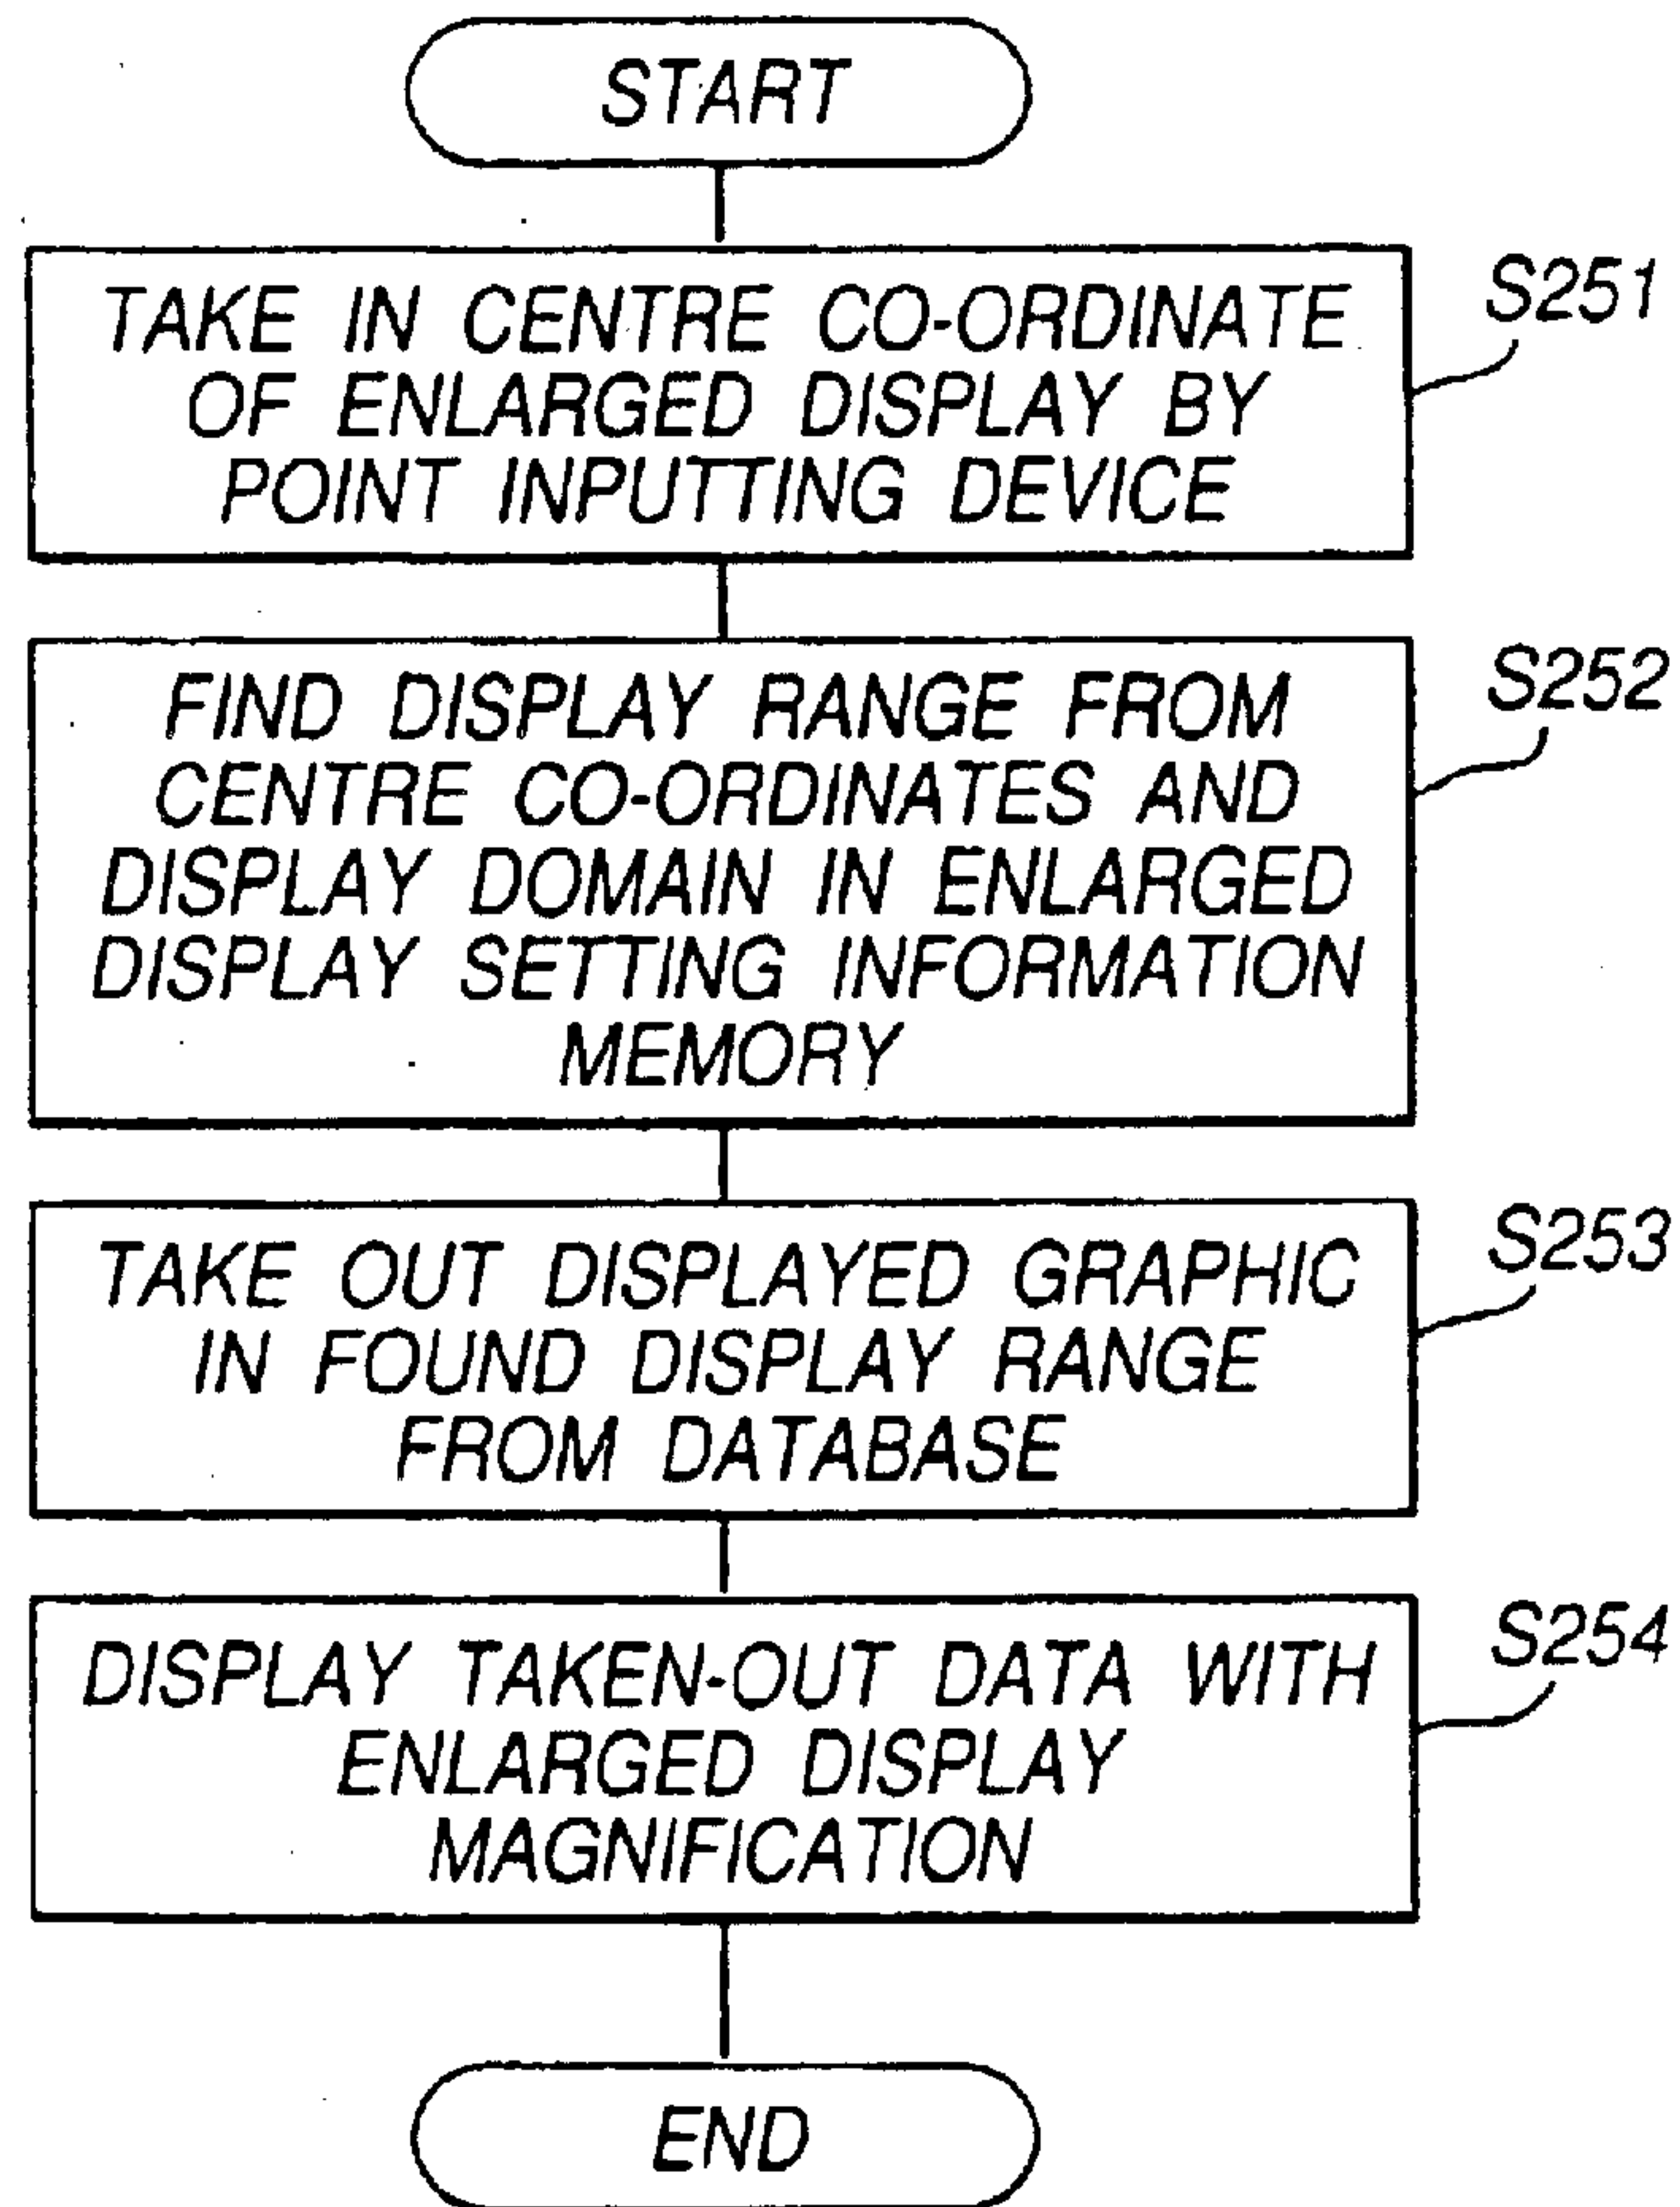 START
TAKE IN CENTRE CO-ORDINATE
OF ENLARGED DISPLAY BY
POINT INPUTTING DEVICE
S251
FIND DISPLAY RANGE FROM
CENTRE CO-ORDINATES AND
DISPLAY DOMAIN IN ENLARGED
DISPLAY SETTING INFORMATION
MEMORY
S252
TAKE OUT DISPLAYED GRAPHIC
IN FOUND DISPLAY RANGE
FROM DATABASE
S253
DISPLAY TAKEN-OUT DATA WITH
ENLARGED DISPLAY
MAGNIFICATION
S254
END